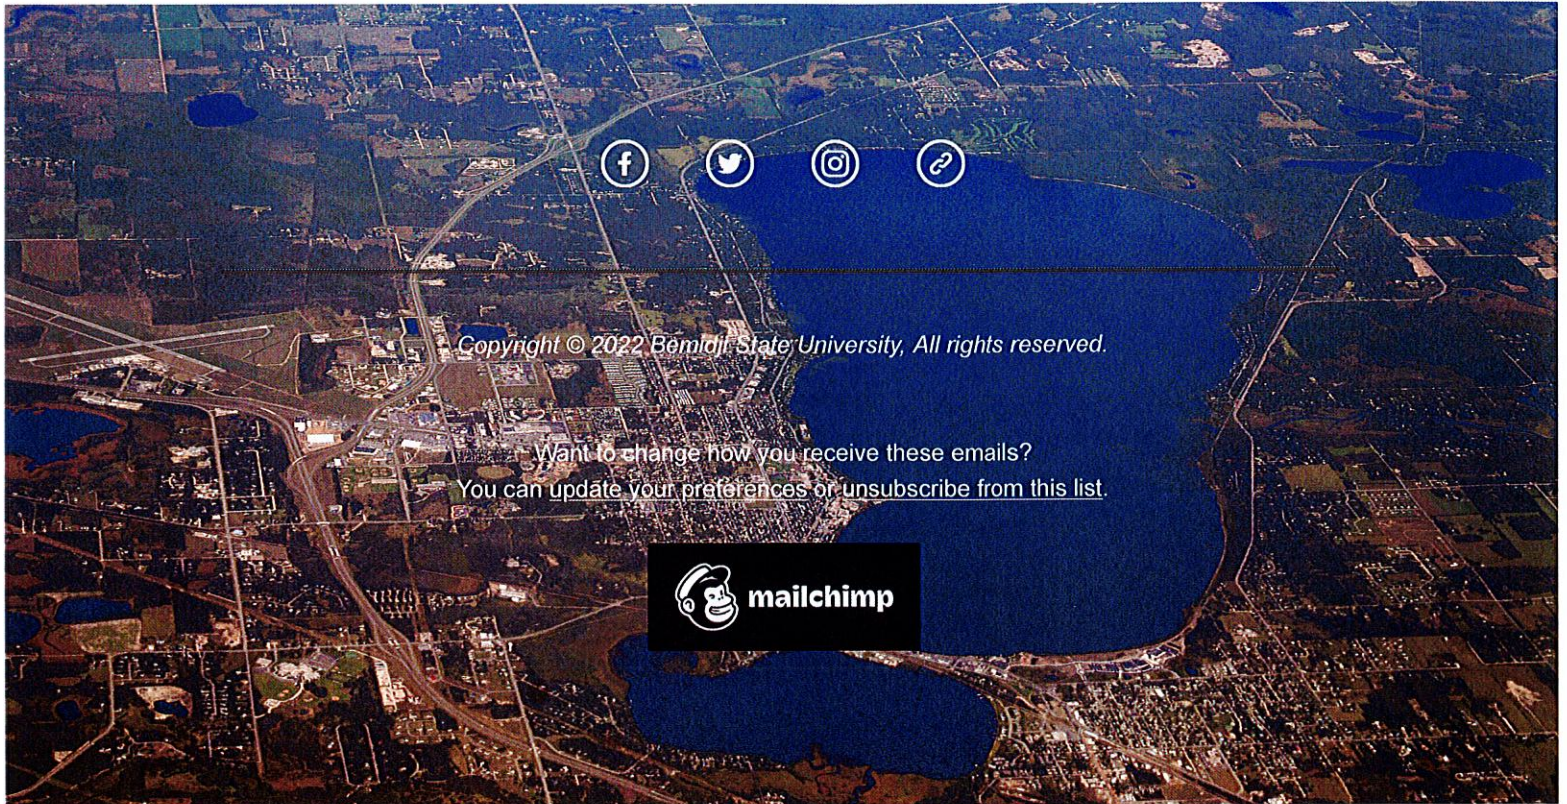 Copyright © 2022 Bemidji State University, All rights reserved.
Want to change how you receive these emails?
You can update your preferences or unsubscribe from this list.
mailchimp